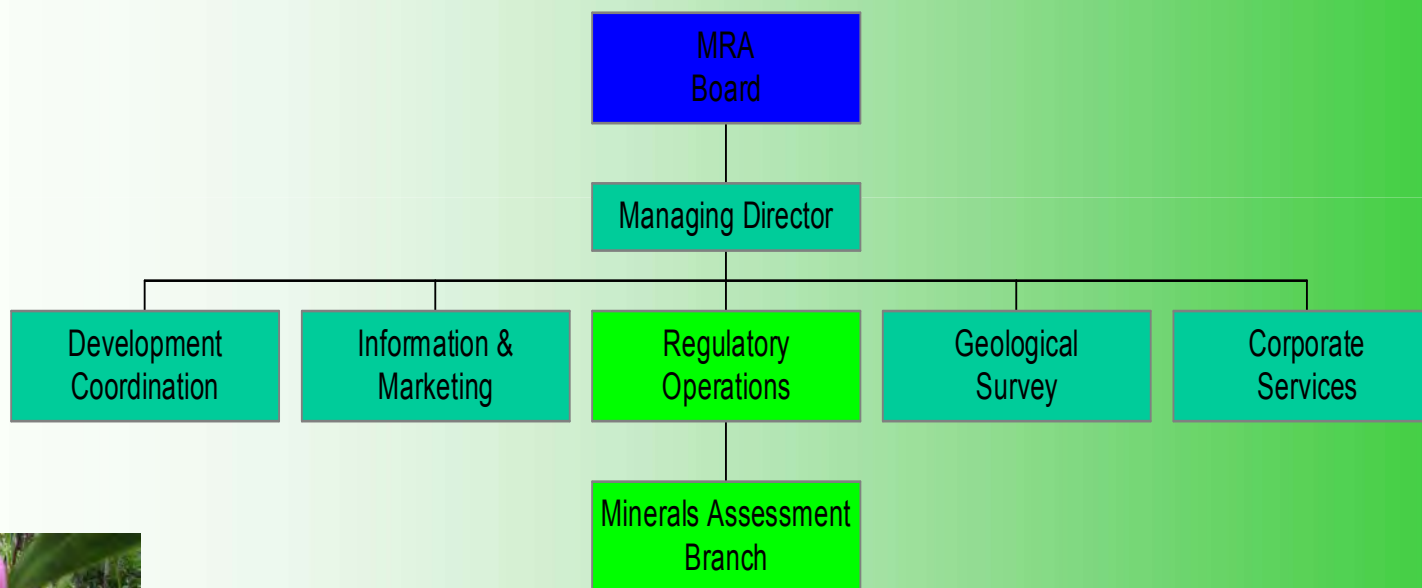 MRA
Board
Managing Director
Development
Coordination
Information &
Marketing
Regulatory
Operations
Geological
Survey
Corporate
Services
Minerals Assessment
Branch